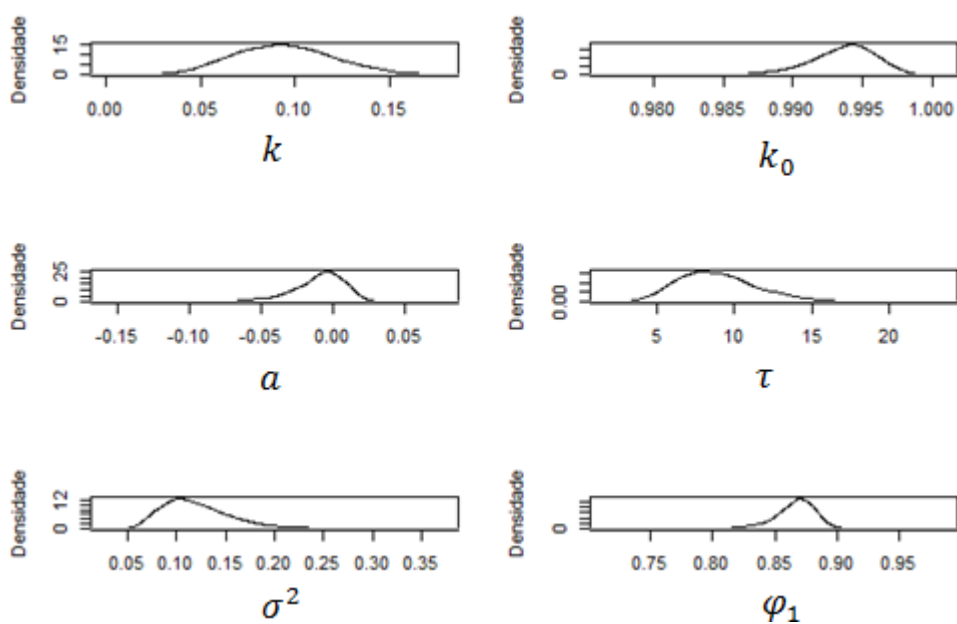 Densidade
15
0
0.00 0.05 0.10 0.15
k
Densidade
0
0.980 0.985 0.990 0.995 1.000
k₀
Densidade
25
0
-0.15 -0.10 -0.05 0.00 0.05
a
Densidade
0.00
5 10 15 20
τ
Densidade
12
0
0.05 0.10 0.15 0.20 0.25 0.30 0.35
σ²
Densidade
0
0.75 0.80 0.85 0.90 0.95
φ₁